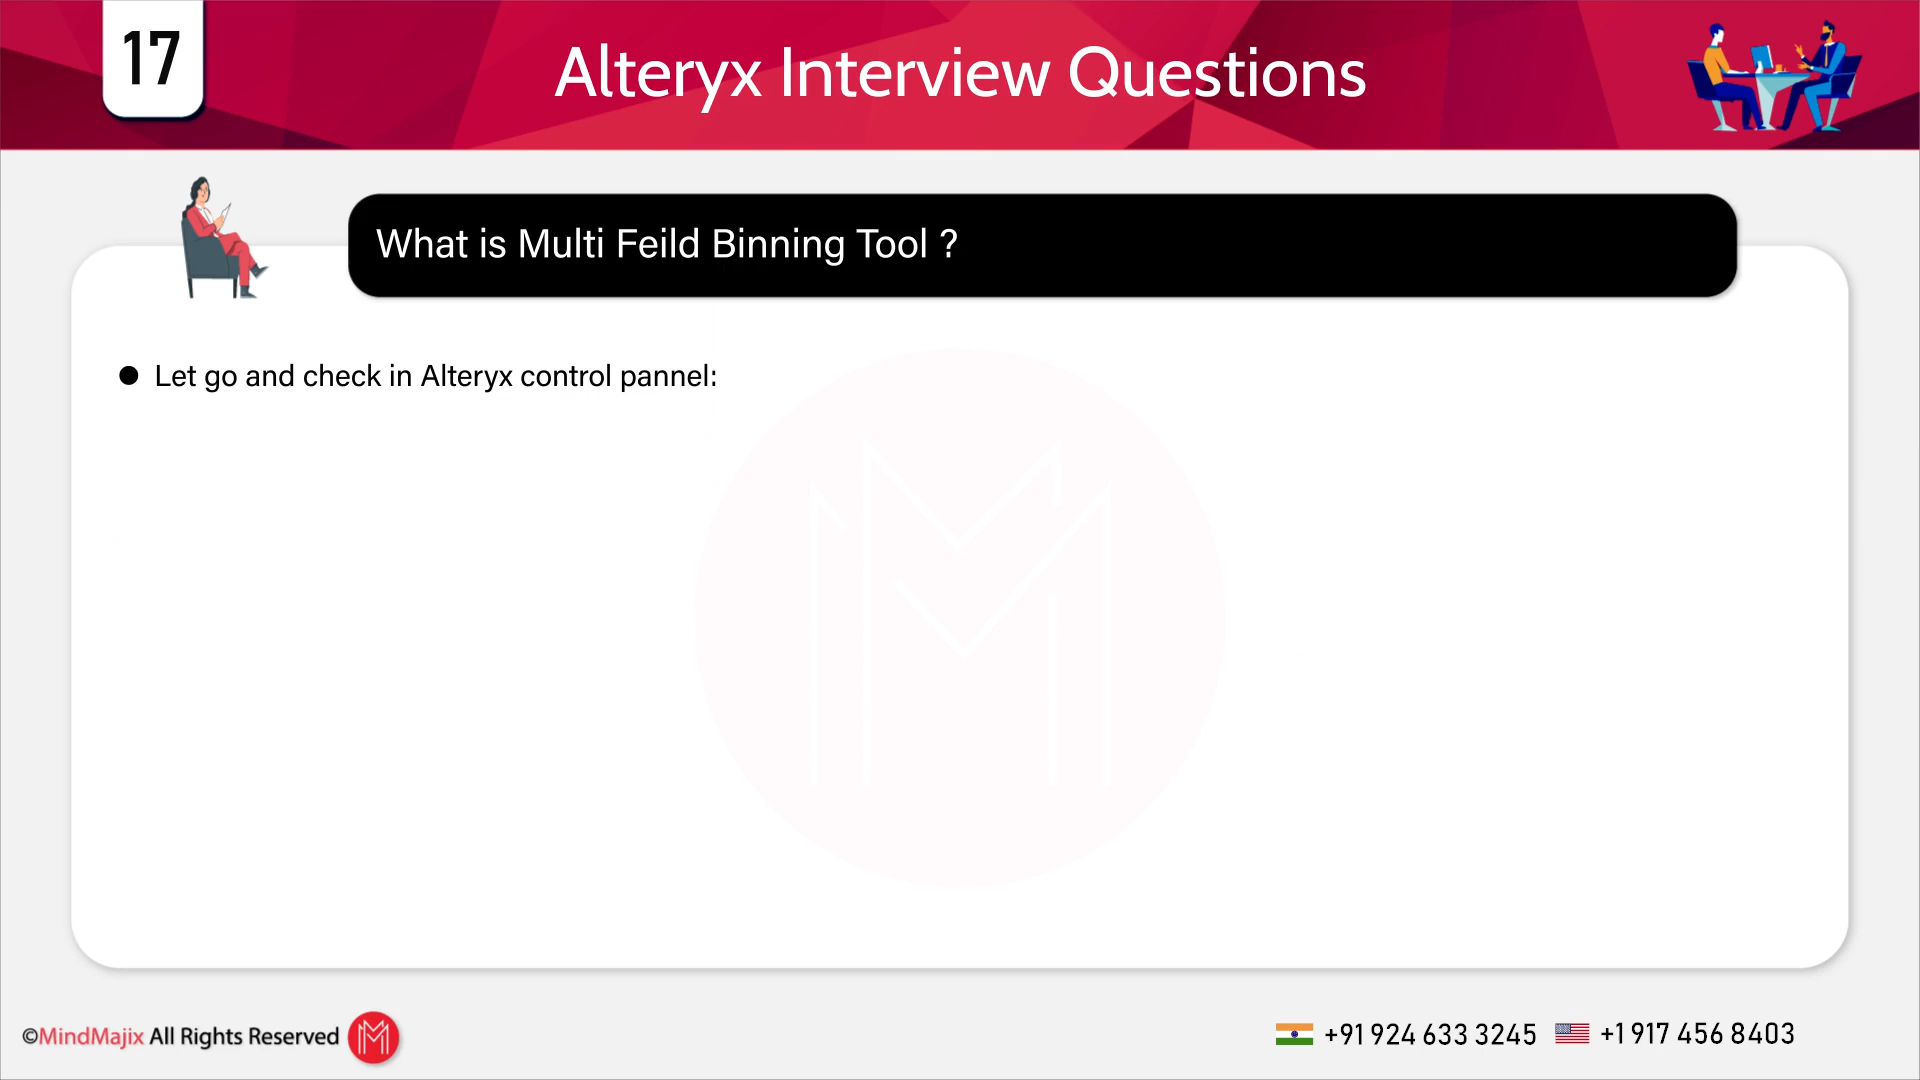 17
Alteryx Interview Questions
What is Multi Feild Binning Tool ?
● Let go and check in Alteryx control pannel:
©MindMajix All Rights Reserved
+91 924 633 3245
+1 917 456 8403